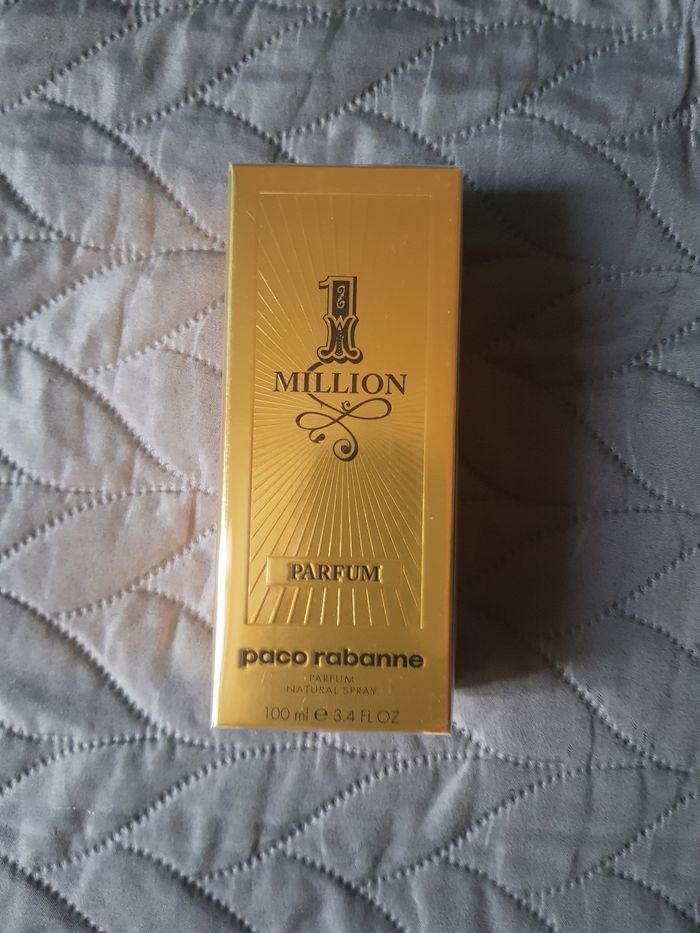 1
MILLION
PARFUM
paco rabanne
PARFUM
NATURAL SPRAY
100 ml ℮ 3.4 FL OZ